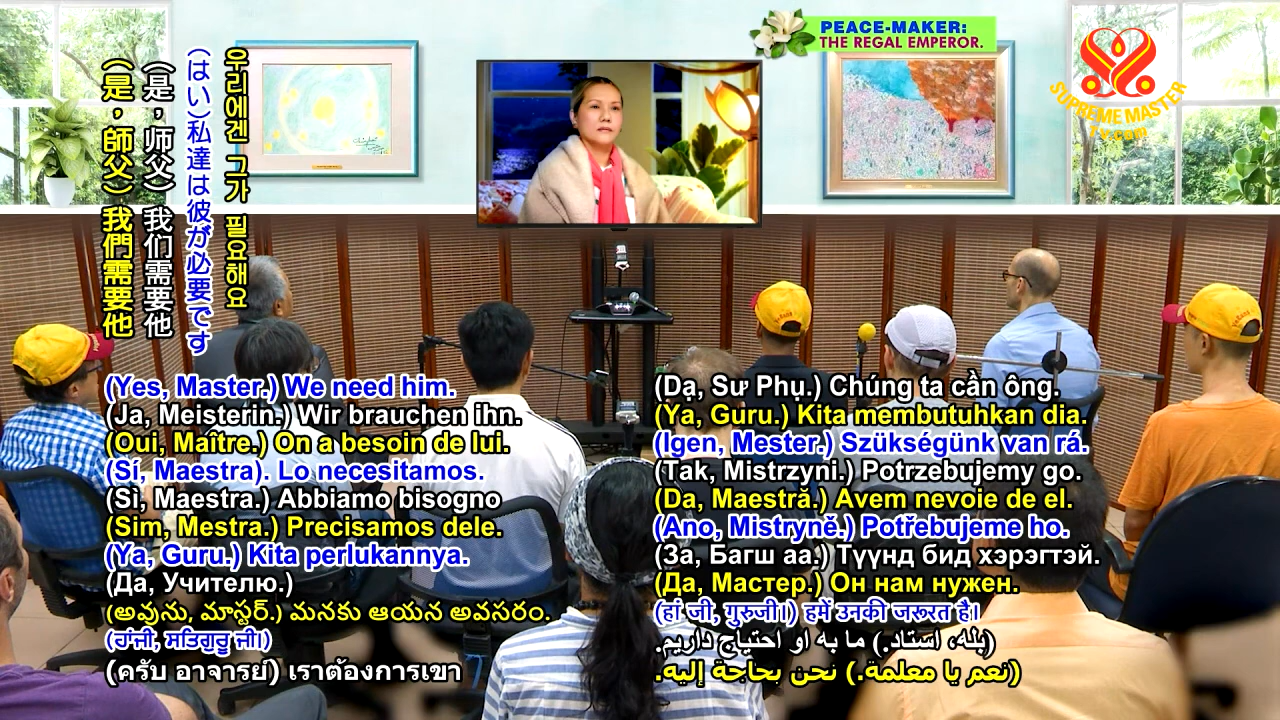 PEACE-MAKER:
THE REGAL EMPEROR.
SUPREME MASTER
TV.com
우리에겐 그가 필요해요
(はい)私達は彼が必要です
(是，师父)我们需要他
(是，師父)我們需要他
(Yes, Master.) We need him.
(Ja, Meisterin.) Wir brauchen ihn.
(Oui, Maître.) On a besoin de lui.
(Sí, Maestra). Lo necesitamos.
(Sì, Maestra.) Abbiamo bisogno
(Sim, Mestra.) Precisamos dele.
(Ya, Guru.) Kita perlukannya.
(Да, Учителю.)
(అవును, మాస్టర్.) మనకు ఆయన అవసరం.
(ਹਾਂਜੀ, ਸਤਿਗੁਰੂ ਜੀ।)
(ครับ อาจารย์) เราต้องการเขา
(Dạ, Sư Phụ.) Chúng ta cần ông.
(Ya, Guru.) Kita membutuhkan dia.
(Igen, Mester.) Szükségünk van rá.
(Tak, Mistrzyni.) Potrzebujemy go.
(Da, Maestră.) Avem nevoie de el.
(Ano, Mistryně.) Potřebujeme ho.
(За, Багш аа.) Түүнд бид хэрэгтэй.
(Да, Мастер.) Он нам нужен.
(हां जी, गुरुजी।) हमें उनकी जरूरत है।
(بله، استاد.) ما به او احتیاج داریم.
(نعم يا معلمة.) نحن بحاجة إليه.